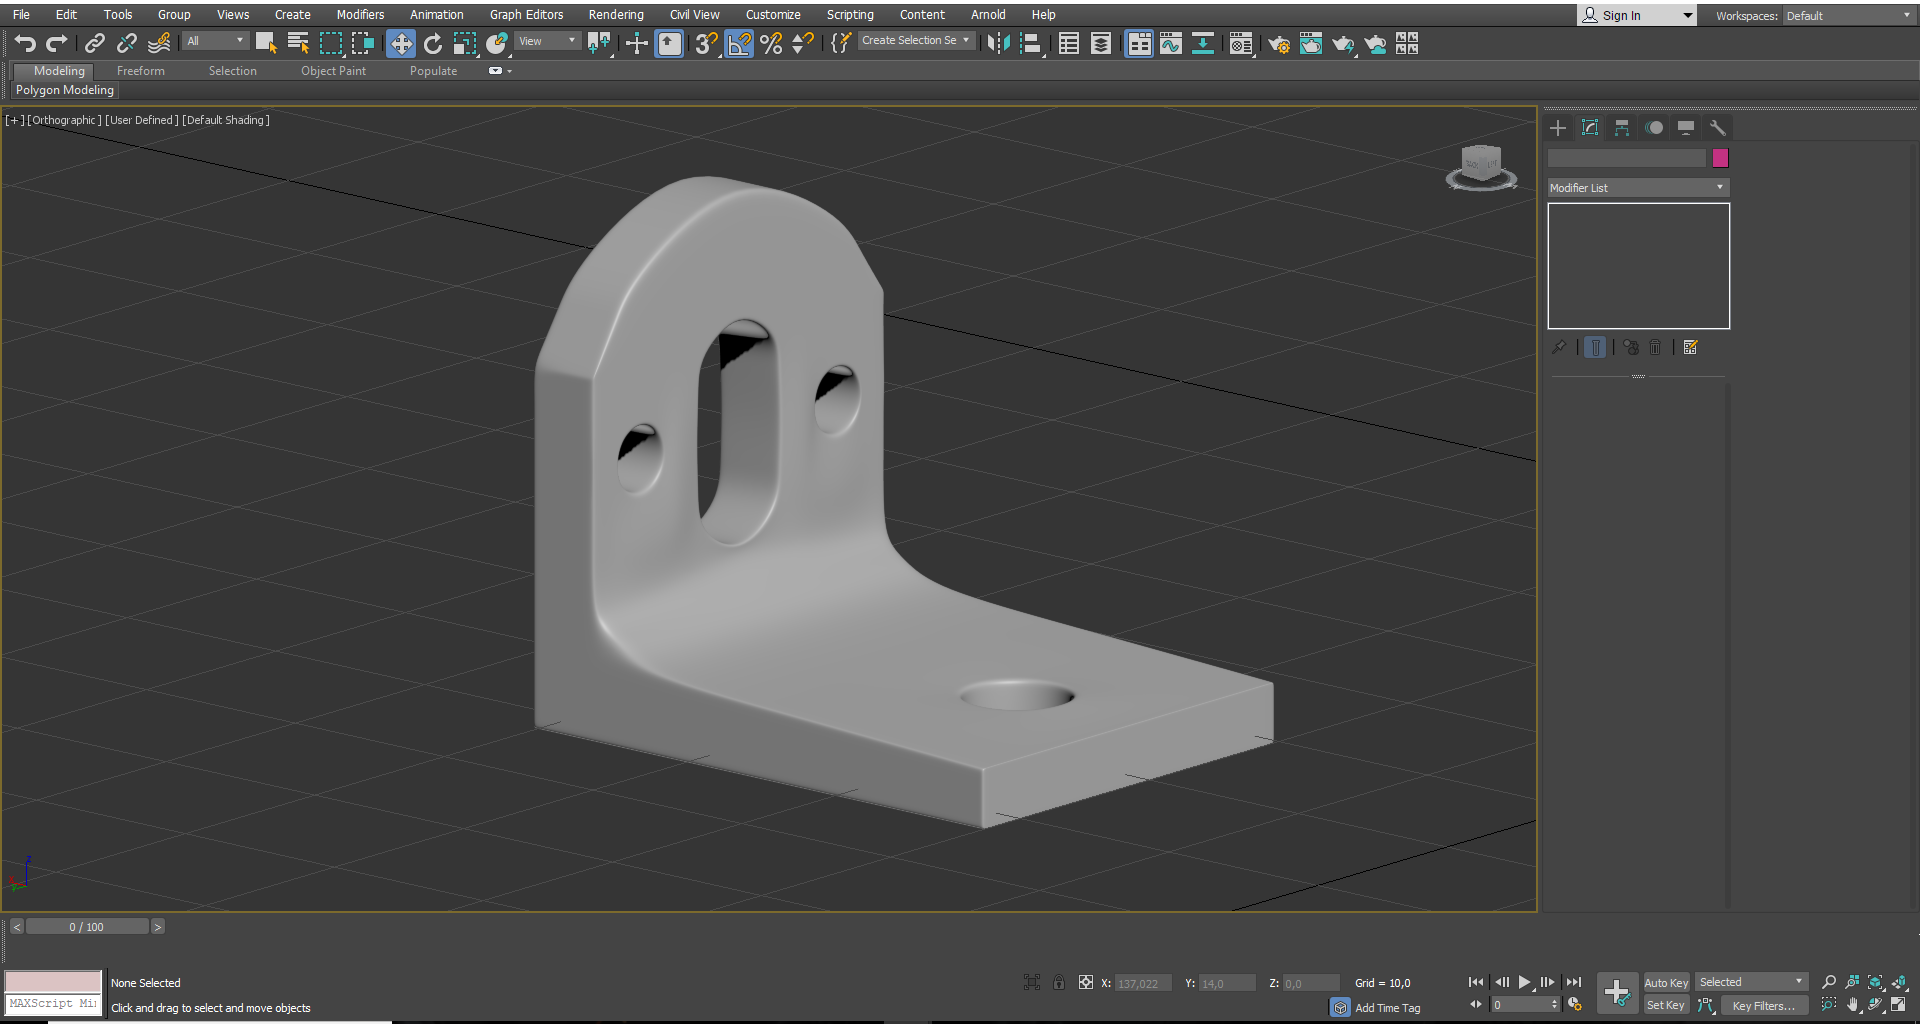 File Edit Tools Group Views Create Modifiers Animation Graph Editors Rendering Civil View Customize Scripting Content Arnold Help Sign In Workspaces: Default
All View 3 Create Selection Se
Modeling Freeform Selection Object Paint Populate
Polygon Modeling
[+] [Orthographic ] [User Defined ] [Default Shading ]
Modifier List
z
< 0 / 100 >
None Selected X: 137,022 Y: 14,0 Z: 0,0 Grid = 10,0 Auto Key Selected
MAXScript Mi Click and drag to select and move objects Add Time Tag 0 Set Key Key Filters...